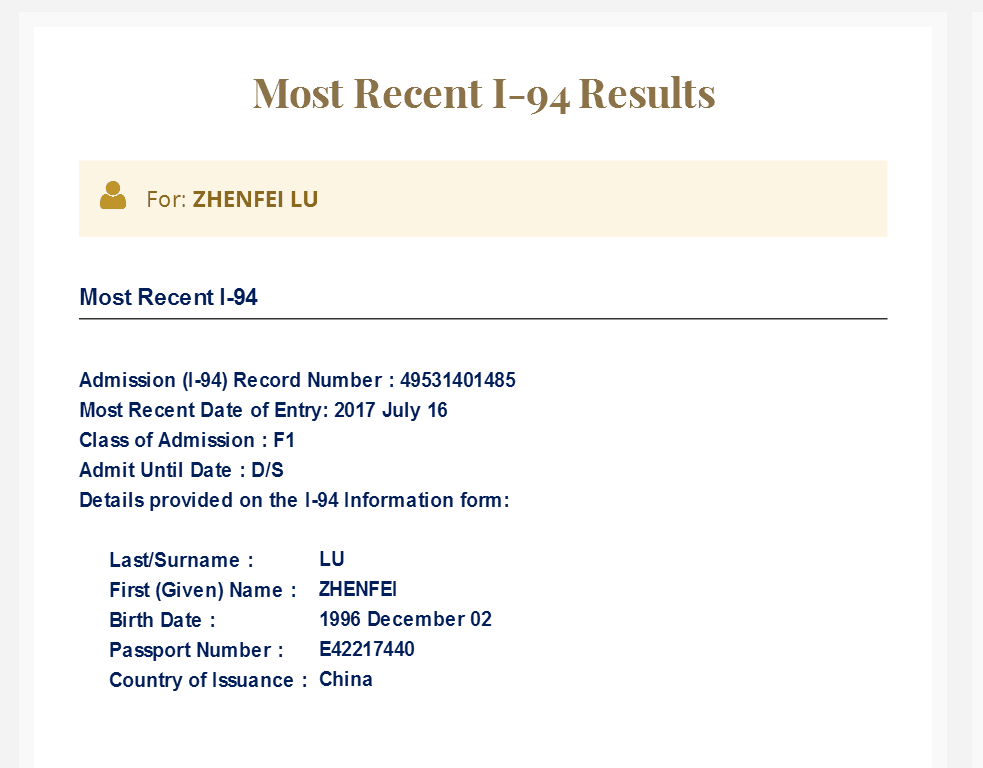 Most Recent I-94 Results
For: ZHENFEI LU
Most Recent I-94
Admission (I-94) Record Number : 49531401485
Most Recent Date of Entry: 2017 July 16
Class of Admission : F1
Admit Until Date : D/S
Details provided on the I-94 Information form:
Last/Surname : LU
First (Given) Name : ZHENFEI
Birth Date : 1996 December 02
Passport Number : E42217440
Country of Issuance : China